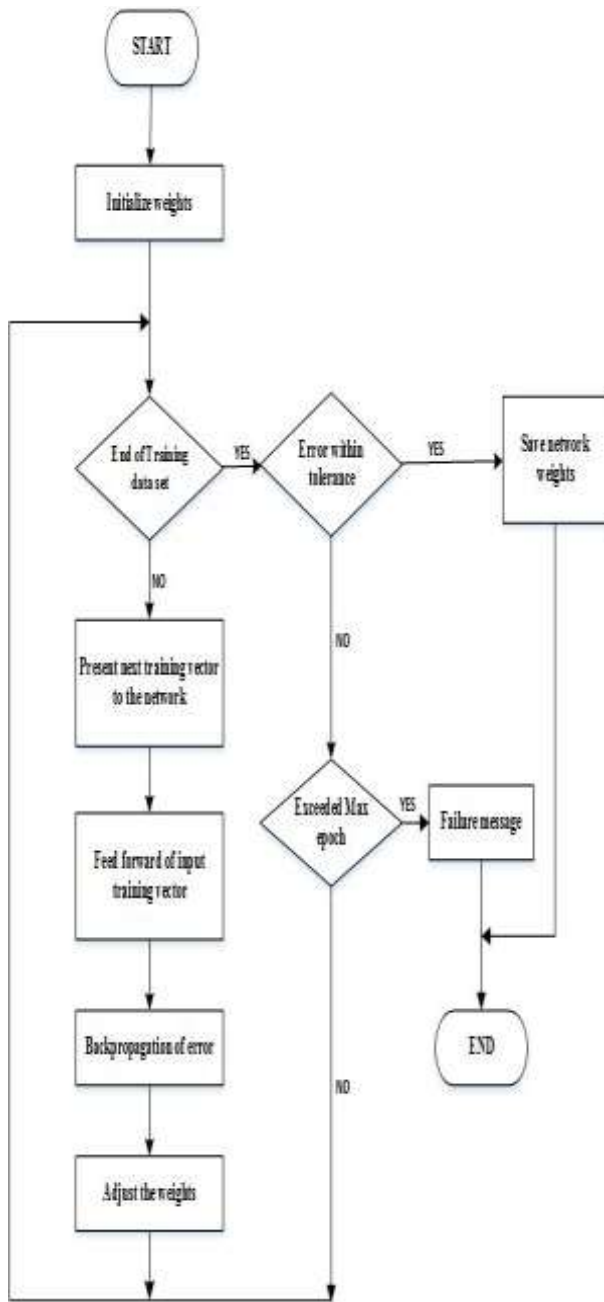 START
Initialize weights
End of Training
data set
YES
Error within
tolerance
YES
Save network
weights
NO
Present next training vector
to the network
NO
Exceeded Max
epoch
YES
Failure message
Feed forward of input
training vector
Backpropagation of error
END
NO
Adjust the weights